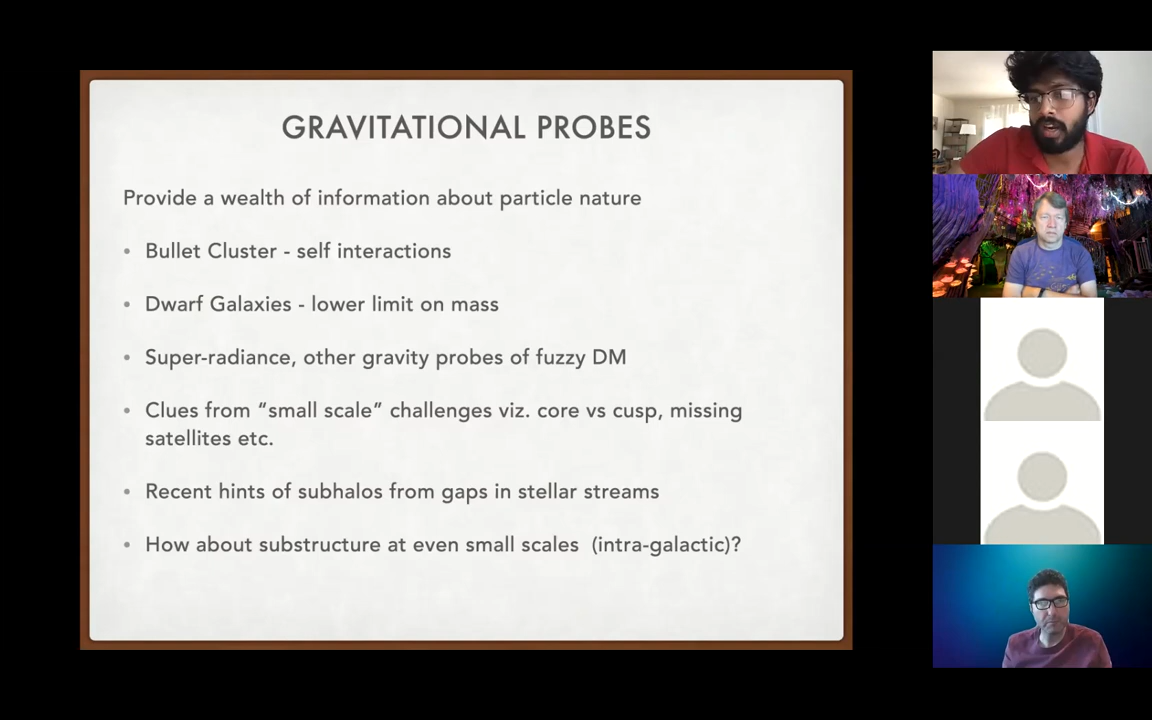 GRAVITATIONAL PROBES
Provide a wealth of information about particle nature
• Bullet Cluster - self interactions
• Dwarf Galaxies - lower limit on mass
• Super-radiance, other gravity probes of fuzzy DM
• Clues from “small scale” challenges viz. core vs cusp, missing
satellites etc.
• Recent hints of subhalos from gaps in stellar streams
• How about substructure at even small scales (intra-galactic)?